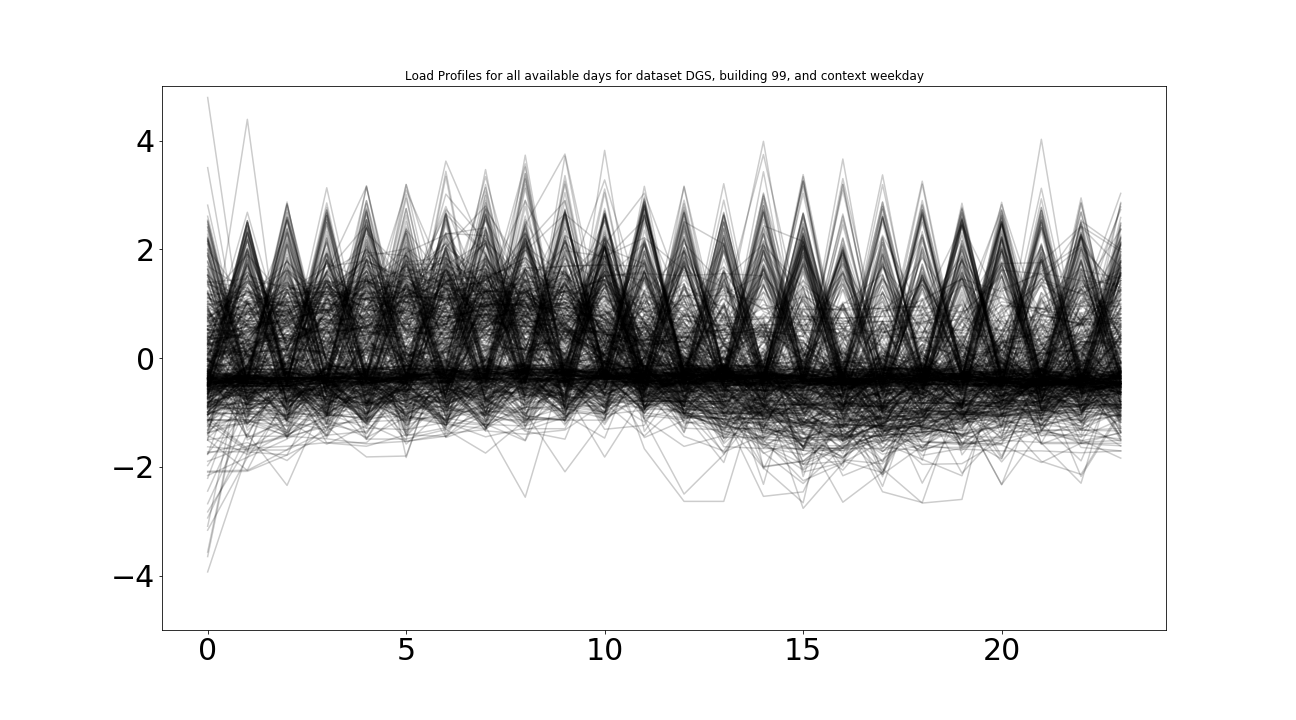 Load Profiles for all available days for dataset DGS, building 99, and context weekday
4
2
0
−2
−4
0 5 10 15 20